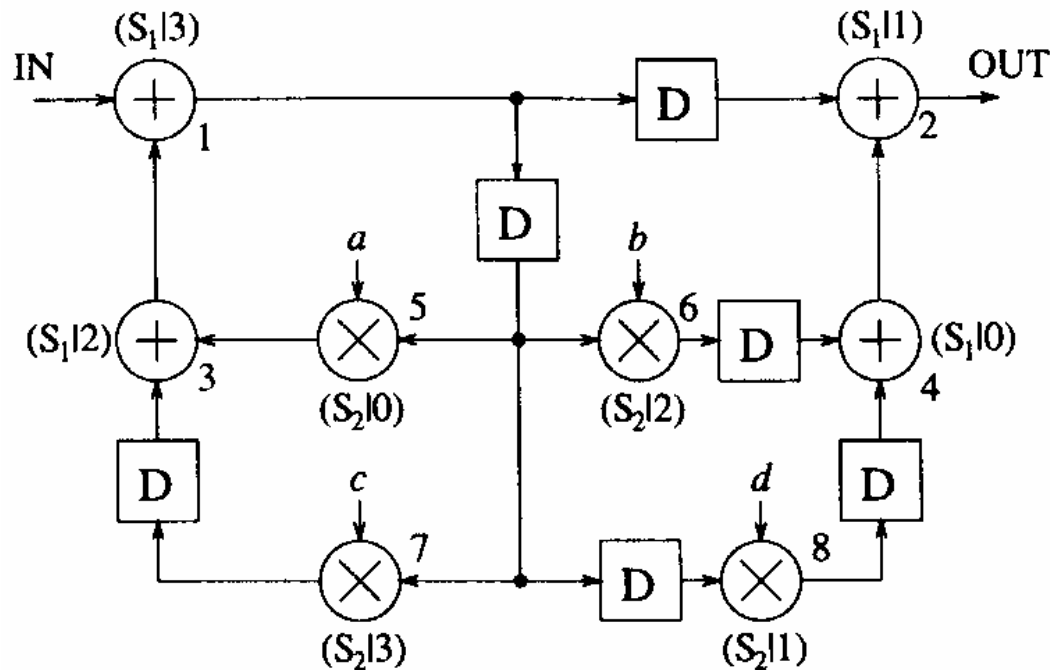 (S₁|3)
(S₁|1)
IN
+
1
D
+
2
OUT
D
a
b
(S₁|2)
+
3
×
5
×
6
D
+
(S₁|0)
4
(S₂|0)
(S₂|2)
D
c
d
D
×
7
D
×
8
(S₂|3)
(S₂|1)